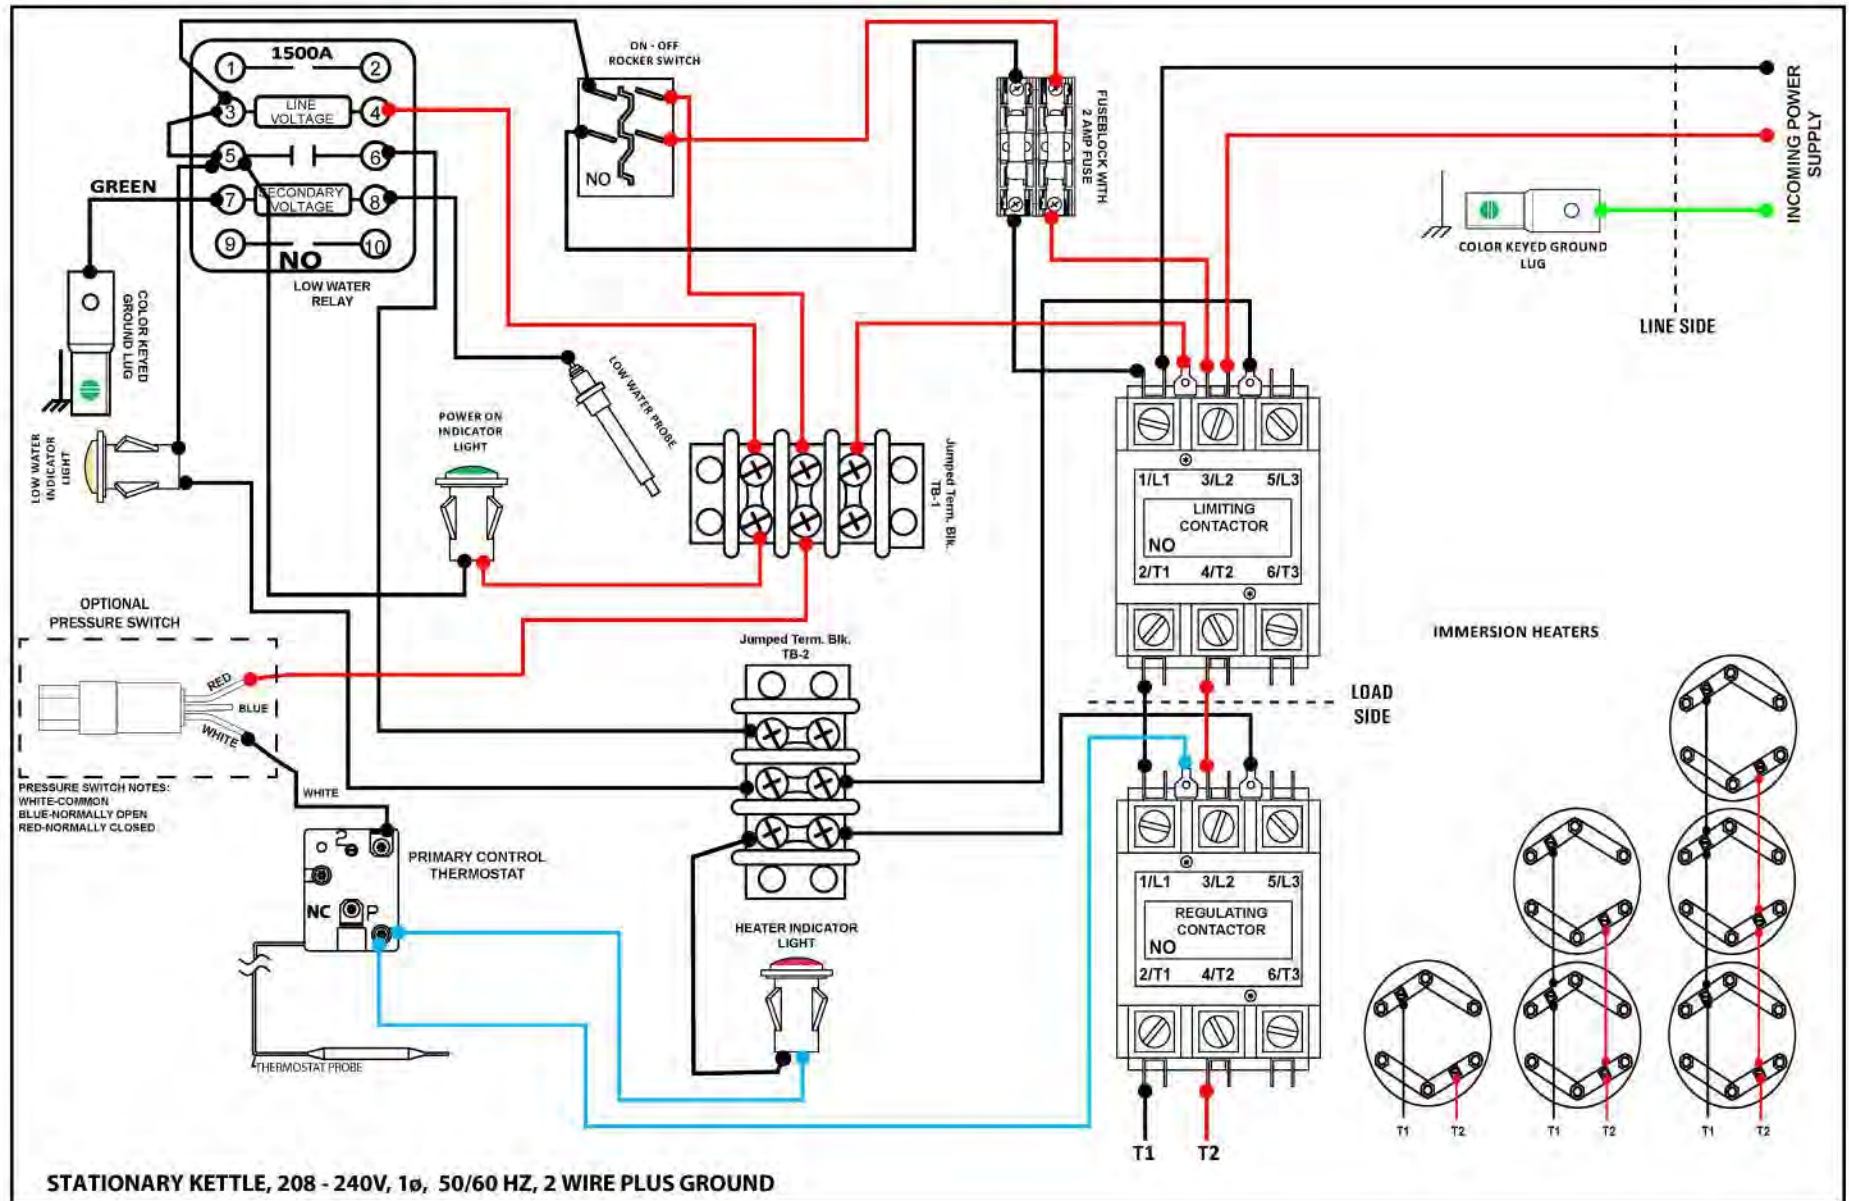 1500A
1
2
3
LINE
VOLTAGE
4
5
6
7
SECONDARY
VOLTAGE
8
9
10
NO
GREEN
LOW WATER
RELAY
COLOR KEYED
GROUND LUG
LOW WATER
INDICATOR
LIGHT
ON - OFF
ROCKER SWITCH
NO
FUSEBLOCK WITH
2 AMP FUSE
INCOMING POWER
SUPPLY
COLOR KEYED GROUND
LUG
LINE SIDE
LOW WATER PROBE
POWER ON
INDICATOR
LIGHT
Jumped Term. Blk.
TB-1
1/L1 3/L2 5/L3
LIMITING
CONTACTOR
NO
2/T1 4/T2 6/T3
OPTIONAL
PRESSURE SWITCH
RED
BLUE
WHITE
PRESSURE SWITCH NOTES:
WHITE-COMMON
BLUE-NORMALLY OPEN
RED-NORMALLY CLOSED
WHITE
Jumped Term. Blk.
TB-2
LOAD
SIDE
IMMERSION HEATERS
2
NC
P
PRIMARY CONTROL
THERMOSTAT
THERMOSTAT PROBE
HEATER INDICATOR
LIGHT
1/L1 3/L2 5/L3
REGULATING
CONTACTOR
NO
2/T1 4/T2 6/T3
T1 T2
T1 T2
T1 T2
T1 T2
STATIONARY KETTLE, 208 - 240V, 1ø, 50/60 HZ, 2 WIRE PLUS GROUND